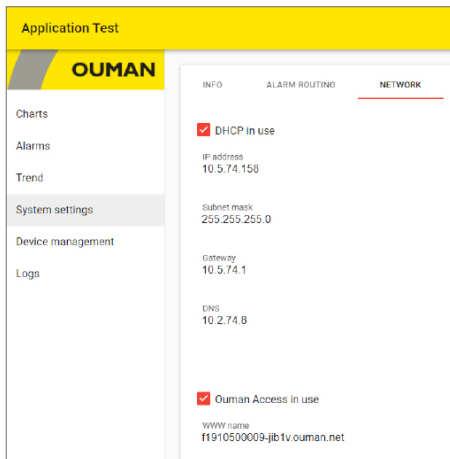 Application Test
OUMAN
Charts
Alarms
Trend
System settings
Device management
Logs
INFO ALARM ROUTING NETWORK
DHCP in use
IP address
10.5.74.158
Subnet mask
255.255.255.0
Gateway
10.5.74.1
DNS
10.2.74.8
Ouman Access in use
WWW name
f1910500009-jib1v.ouman.net